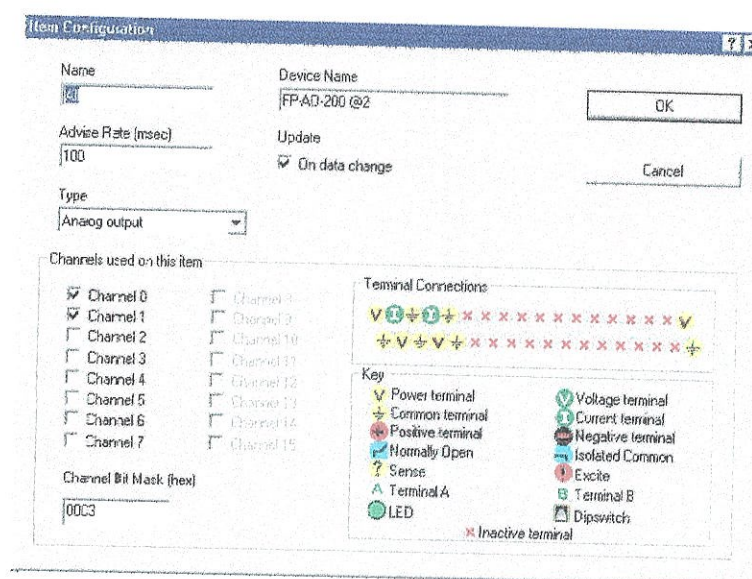 Item Configuration
Name
Device Name
FP-AO-200 @2
OK
Advise Rate (msec)
100
Update
On data change
Cancel
Type
Analog output
Channels used on this item
Channel 0
Channel 1
Channel 2
Channel 3
Channel 4
Channel 5
Channel 6
Channel 7
Channel 8
Channel 9
Channel 10
Channel 11
Channel 12
Channel 13
Channel 14
Channel 15
Channel Bit Mask (hex)
0003
Terminal Connections
Key
V Power terminal
Common terminal
Positive terminal
Normally Open
? Sense
A Terminal A
LED
V Voltage terminal
I Current terminal
Negative terminal
Isolated Common
Excite
B Terminal B
Dipswitch
x Inactive terminal